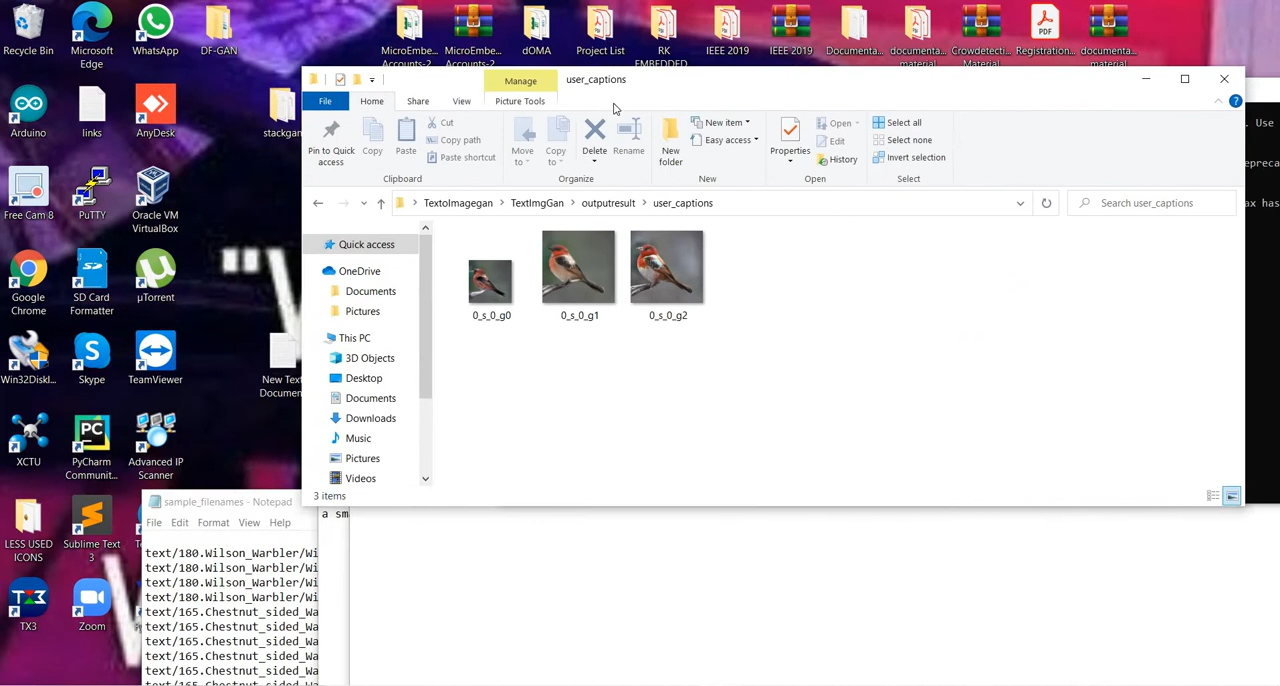 Recycle Bin
Microsoft
Edge
WhatsApp
DF-GAN
MicroEmbe...
Accounts-2...
MicroEmbe...
Accounts-2...
dOMA
Project List
RK
EMBEDDED
IEEE 2019
IEEE 2019
Documenta...
documenta...
material
Crowdetecti...
Material
Registration...
documenta...
material
Manage
user_captions
File
Home
Share
View
Picture Tools
Pin to Quick
access
Copy
Paste
Cut
Copy path
Paste shortcut
Clipboard
Move
to
Copy
to
Delete
Rename
Organize
New
folder
New item
Easy access
New
Properties
Open
Edit
History
Open
Select all
Select none
Invert selection
Select
TextoImagegan
TextImgGan
outputresult
user_captions
Search user_captions
Quick access
OneDrive
Documents
Pictures
This PC
3D Objects
Desktop
Documents
Downloads
Music
Pictures
Videos
0_s_0_g0
0_s_0_g1
0_s_0_g2
3 items
Arduino
links
AnyDesk
stackgan
Free Cam 8
PuTTY
Oracle VM
VirtualBox
Google
Chrome
SD Card
Formatter
µTorrent
Win32Diskl...
Skype
TeamViewer
New Text
Docume
XCTU
PyCharm
Communit...
Advanced IP
Scanner
LESS USED
ICONS
Sublime Text
3
TX3
Zoom
. Use
sample_filenames - Notepad
File
Edit
Format
View
Help
text/180.Wilson_Warbler/Wi
text/180.Wilson_Warbler/Wi
text/180.Wilson_Warbler/Wi
text/180.Wilson_Warbler/Wi
text/165.Chestnut_sided_Wa
text/165.Chestnut_sided_Wa
text/165.Chestnut_sided_Wa
text/165.Chestnut_sided_Wa
text/165.Chestnut_sided_Wa
a sm
epreca
ax has